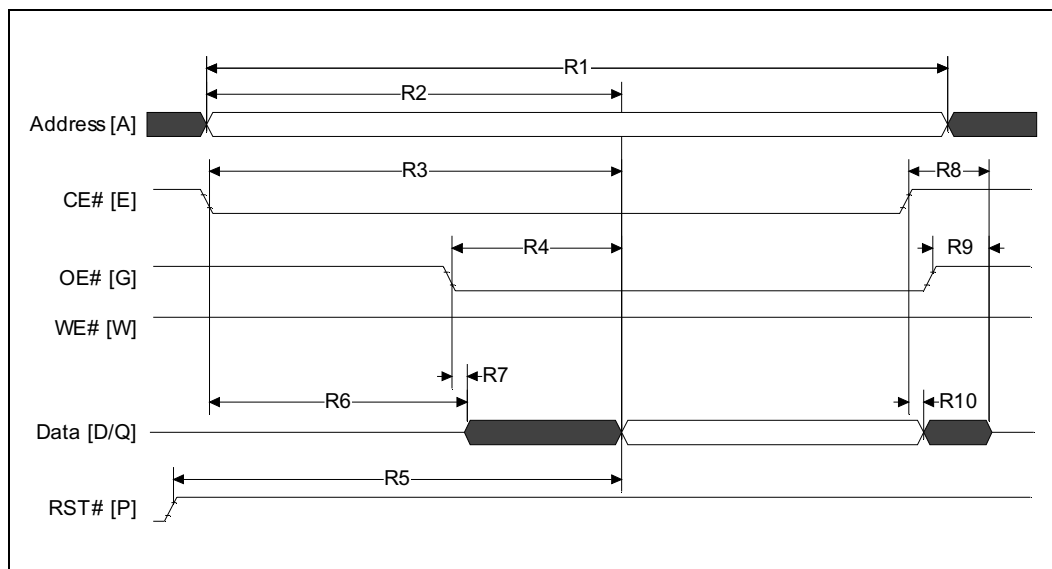 R1
R2
Address [A]
R3
R8
CE# [E]
R4
R9
OE# [G]
WE# [W]
R7
R6
R10
Data [D/Q]
R5
RST# [P]